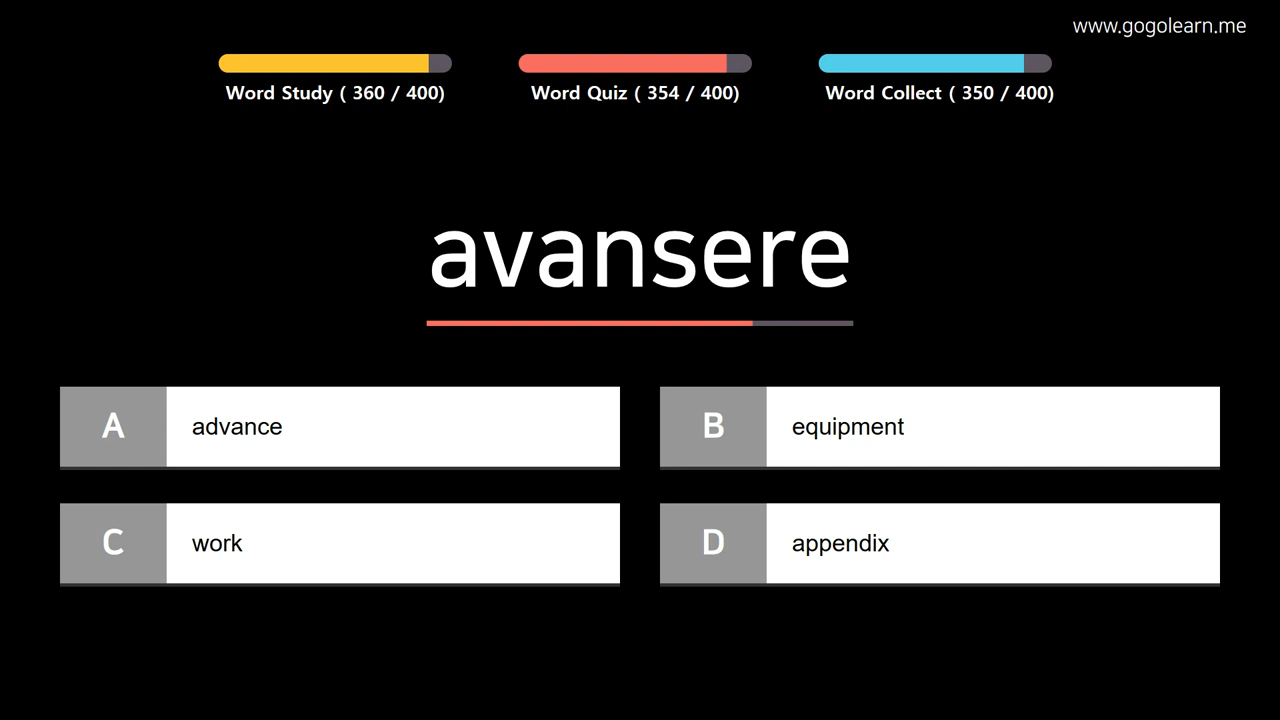 www.gogolearn.me
Word Study ( 360 / 400)
Word Quiz ( 354 / 400)
Word Collect ( 350 / 400)
avansere
A advance
B equipment
C work
D appendix